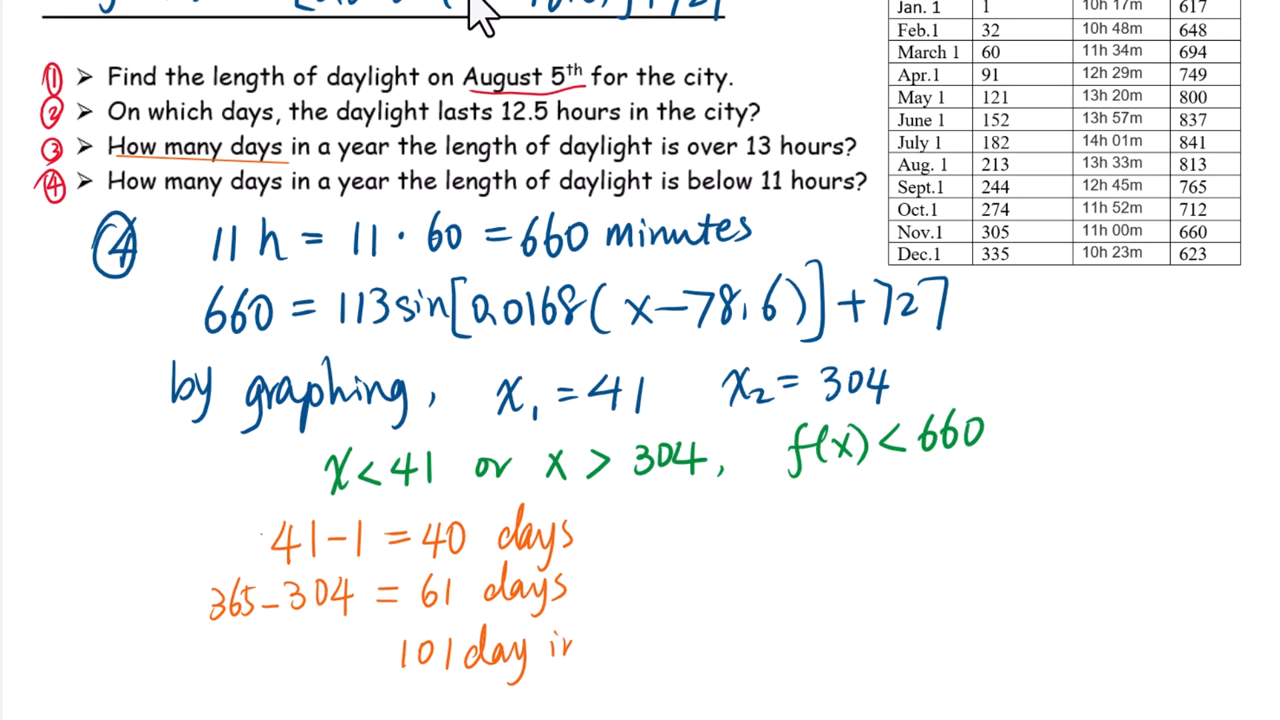 ① ➤ Find the length of daylight on August 5th for the city.
② ➤ On which days, the daylight lasts 12.5 hours in the city?
③ ➤ How many days in a year the length of daylight is over 13 hours?
④ ➤ How many days in a year the length of daylight is below 11 hours?
Jan. 1 1 10h 17m 617
Feb.1 32 10h 48m 648
March 1 60 11h 34m 694
Apr.1 91 12h 29m 749
May 1 121 13h 20m 800
June 1 152 13h 57m 837
July 1 182 14h 01m 841
Aug. 1 213 13h 33m 813
Sept.1 244 12h 45m 765
Oct.1 274 11h 52m 712
Nov.1 305 11h 00m 660
Dec.1 335 10h 23m 623
④ 11 h = 11 · 60 = 660 minutes
660 = 113 sin[0.0168(x-78.6)]+727
by graphing, x₁ = 41 x₂ = 304
x < 41 or x > 304, f(x) < 660
41-1 = 40 days
365-304 = 61 days
101 day in